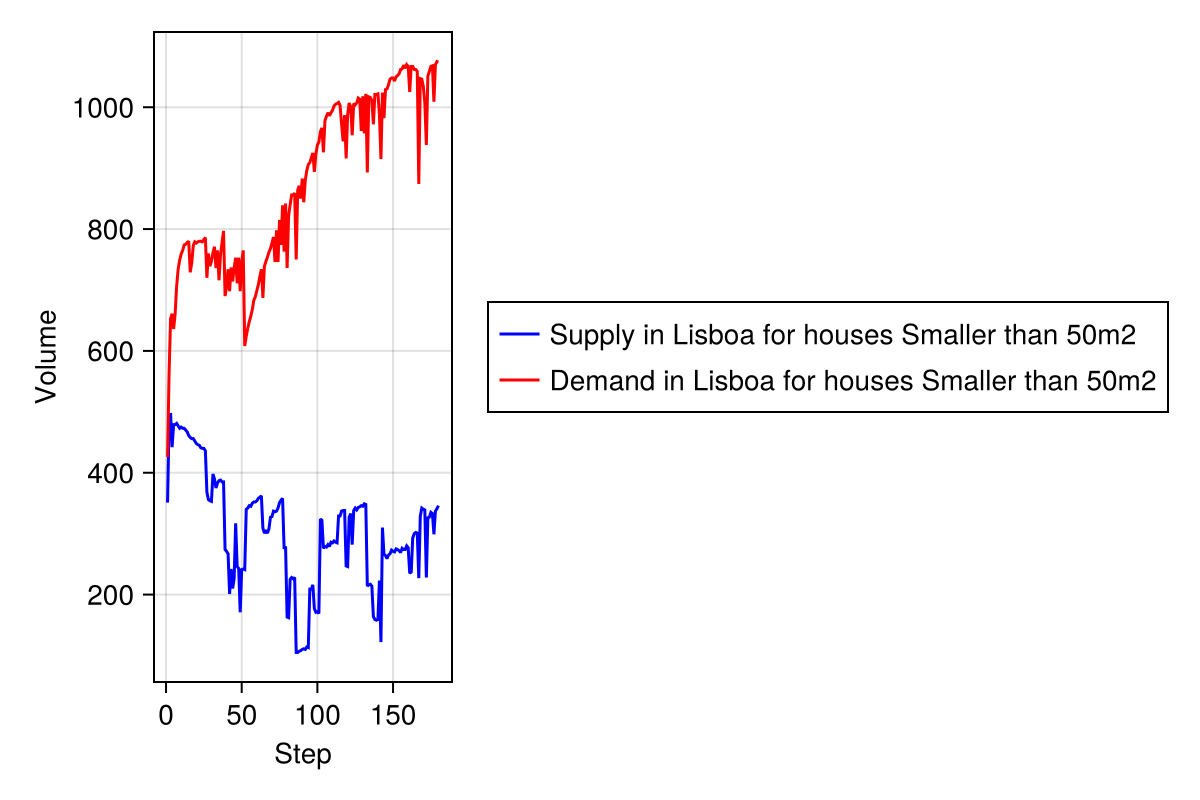 1000
800
600
400
200
Volume
0 50 100 150
Step
Supply in Lisboa for houses Smaller than 50m2
Demand in Lisboa for houses Smaller than 50m2